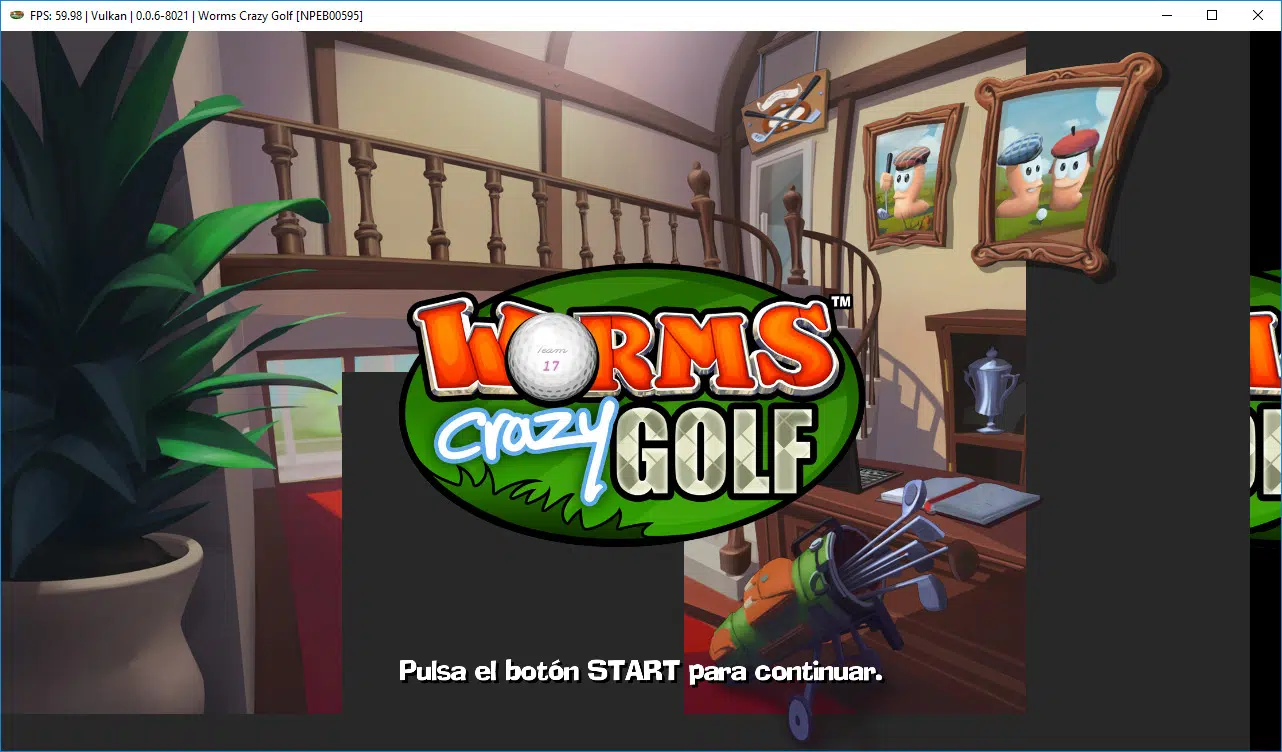 FPS: 59.98 | Vulkan | 0.0.6-8021 | Worms Crazy Golf [NPEB00595]
WORMS™
Team
17
crazy GOLF
Pulsa el botón START para continuar.